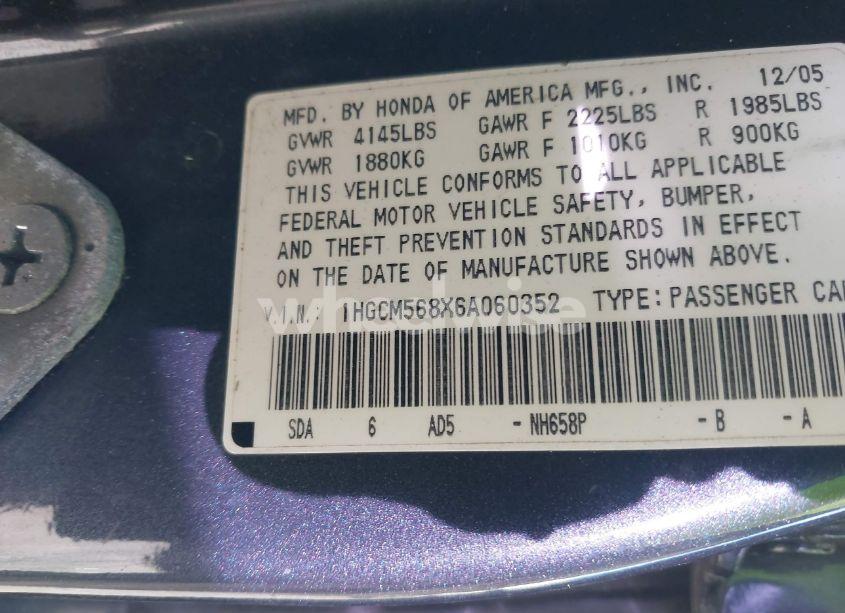 MFD. BY HONDA OF AMERICA MFG., INC. 12/05
GVWR 4145LBS GAWR F 2225LBS R 1985LBS
GVWR 1880KG GAWR F 1010KG R 900KG
THIS VEHICLE CONFORMS TO ALL APPLICABLE
FEDERAL MOTOR VEHICLE SAFETY, BUMPER,
AND THEFT PREVENTION STANDARDS IN EFFECT
ON THE DATE OF MANUFACTURE SHOWN ABOVE.
wheelwise
V.I.N.: 1HGCM568X6A060352 TYPE: PASSENGER CAR
SDA 6 AD5 - NH658P - B - A